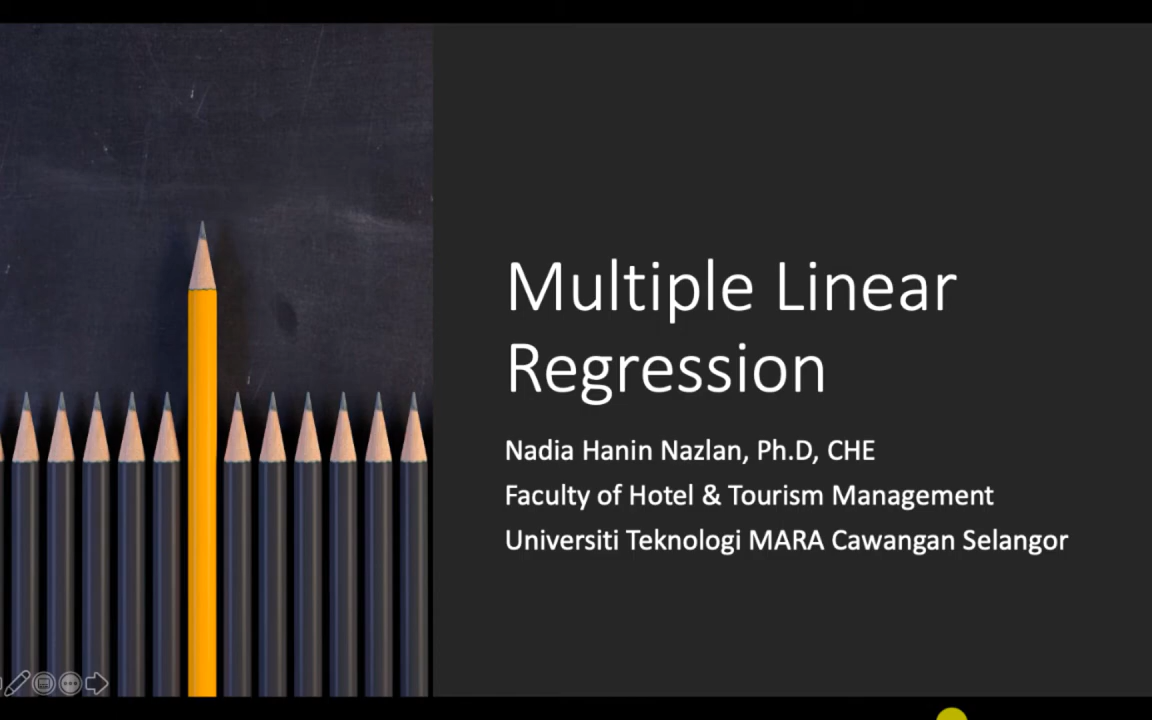 Multiple Linear
Regression
Nadia Hanin Nazlan, Ph.D, CHE
Faculty of Hotel & Tourism Management
Universiti Teknologi MARA Cawangan Selangor